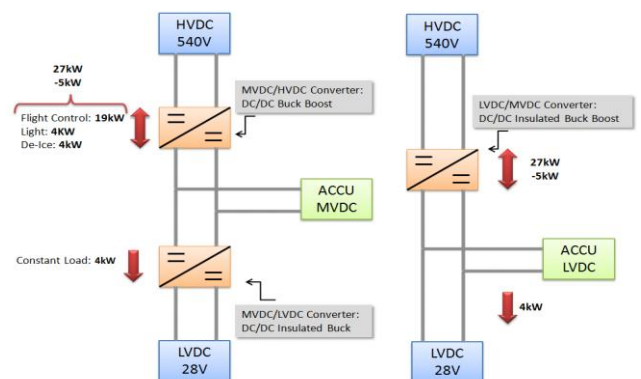 HVDC
540V
27kW
-5kW
Flight Control: 19kW
Light: 4KW
De-Ice: 4kW
MVDC/HVDC Converter:
DC/DC Buck Boost
ACCU
MVDC
Constant Load: 4kW
MVDC/LVDC Converter:
DC/DC Insulated Buck
LVDC
28V
HVDC
540V
LVDC/MVDC Converter:
DC/DC Insulated Buck Boost
27kW
-5kW
ACCU
LVDC
4kW
LVDC
28V